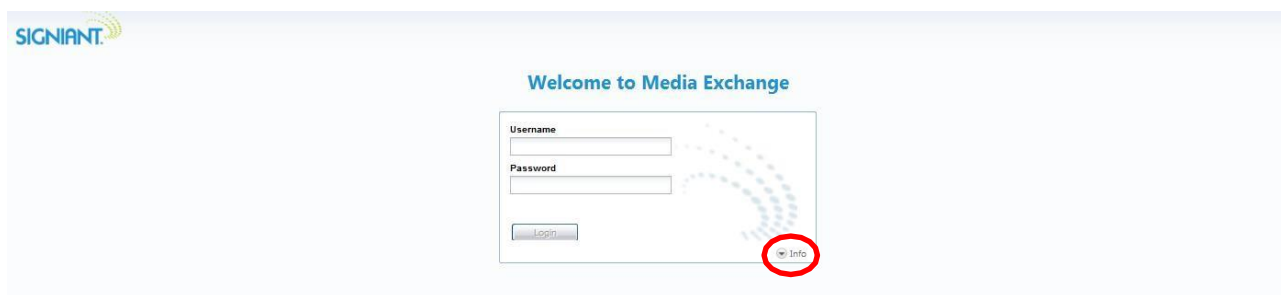 SIGNIANT.
Welcome to Media Exchange
Username
Password
Login
Info